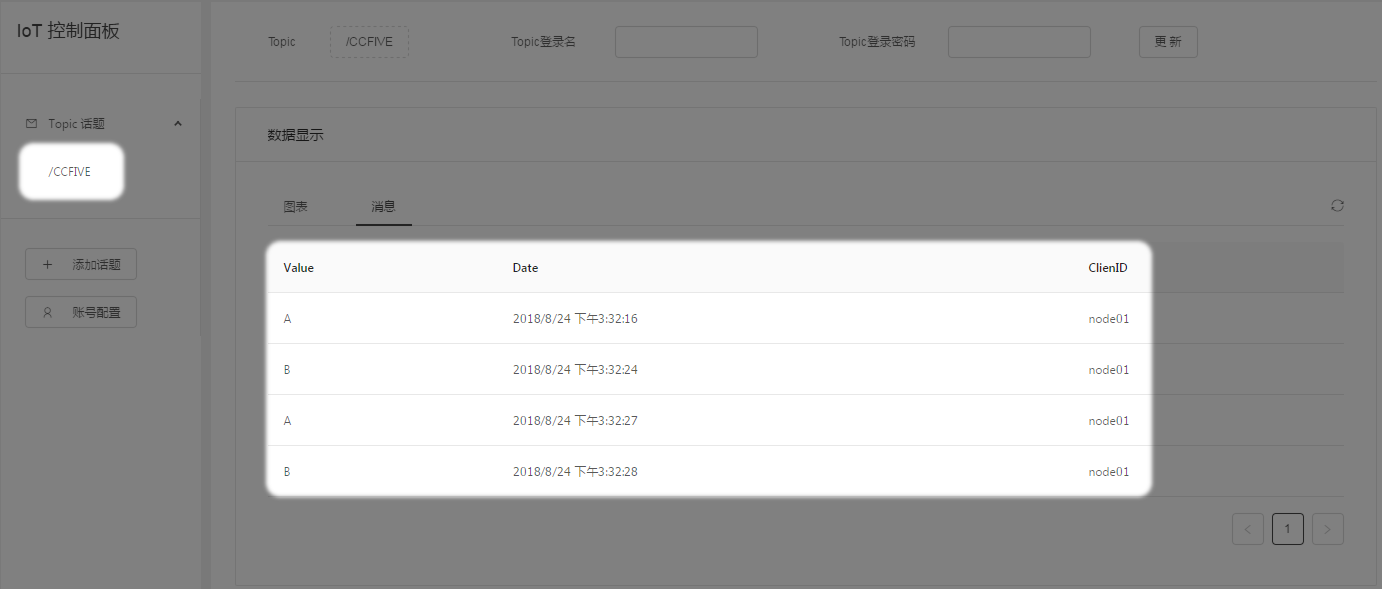 IoT 控制面板
Topic /CCFIVE Topic登录名 Topic登录密码 更 新
Topic 话题
/CCFIVE
添加话题
账号配置
数据显示
图表 消息
Value Date ClienID
A 2018/8/24 下午3:32:16 node01
B 2018/8/24 下午3:32:24 node01
A 2018/8/24 下午3:32:27 node01
B 2018/8/24 下午3:32:28 node01
1